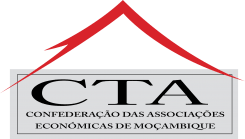 CTA
CONFEDERAÇÃO DAS ASSOCIAÇÕES
ECONÓMICAS DE MOÇAMBIQUE